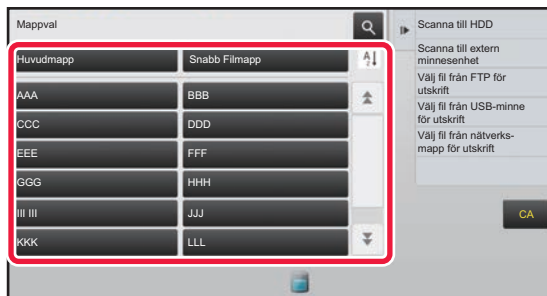 Mappval
Huvudmapp
Snabb Filmapp
AAA
BBB
CCC
DDD
EEE
FFF
GGG
HHH
III III
JJJ
KKK
LLL
Scanna till HDD
Scanna till extern
minnesenhet
Välj fil från FTP för
utskrift
Välj fil från USB-minne
för utskrift
Välj fil från nätverks-
mapp för utskrift
CA